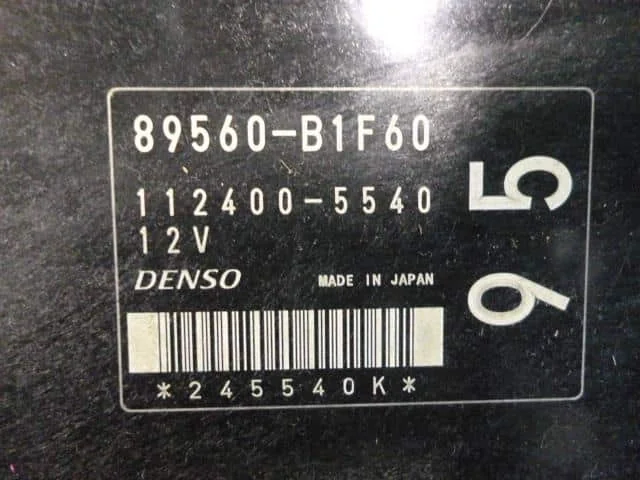 89560-B1F60
112400-5540
12V
DENSO MADE IN JAPAN
*245540K*
95